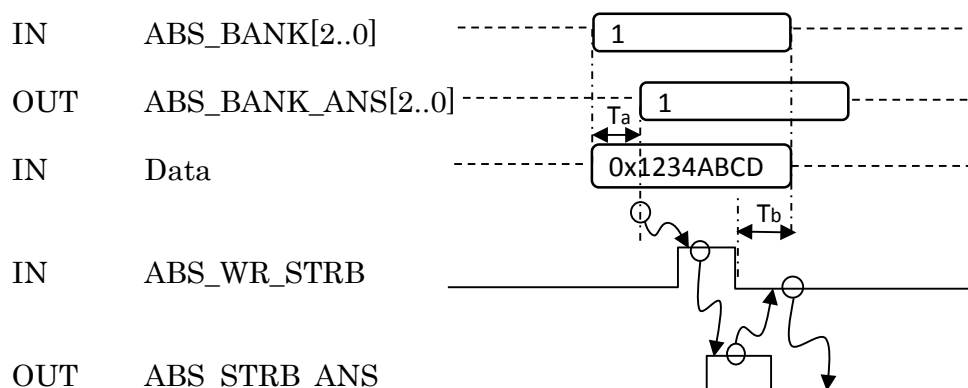 IN ABS_BANK[2..0] 1
OUT ABS_BANK_ANS[2..0] 1
Ta
IN Data 0x1234ABCD
Tb
IN ABS_WR_STRB
OUT ABS_STRB_ANS